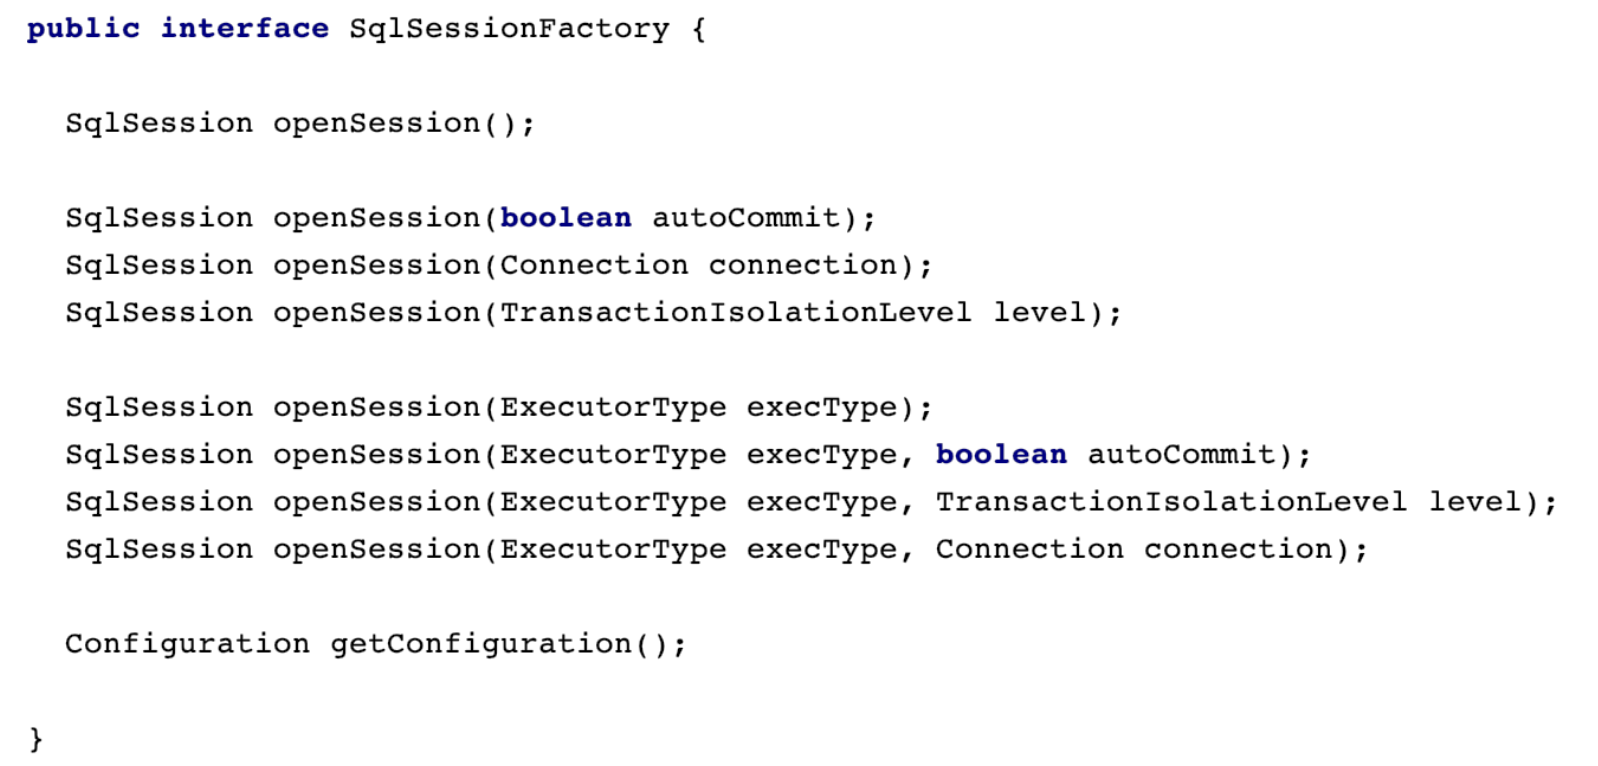 public interface SqlSessionFactory {
SqlSession openSession();
SqlSession openSession(boolean autoCommit);
SqlSession openSession(Connection connection);
SqlSession openSession(TransactionIsolationLevel level);
SqlSession openSession(ExecutorType execType);
SqlSession openSession(ExecutorType execType, boolean autoCommit);
SqlSession openSession(ExecutorType execType, TransactionIsolationLevel level);
SqlSession openSession(ExecutorType execType, Connection connection);
Configuration getConfiguration();
}